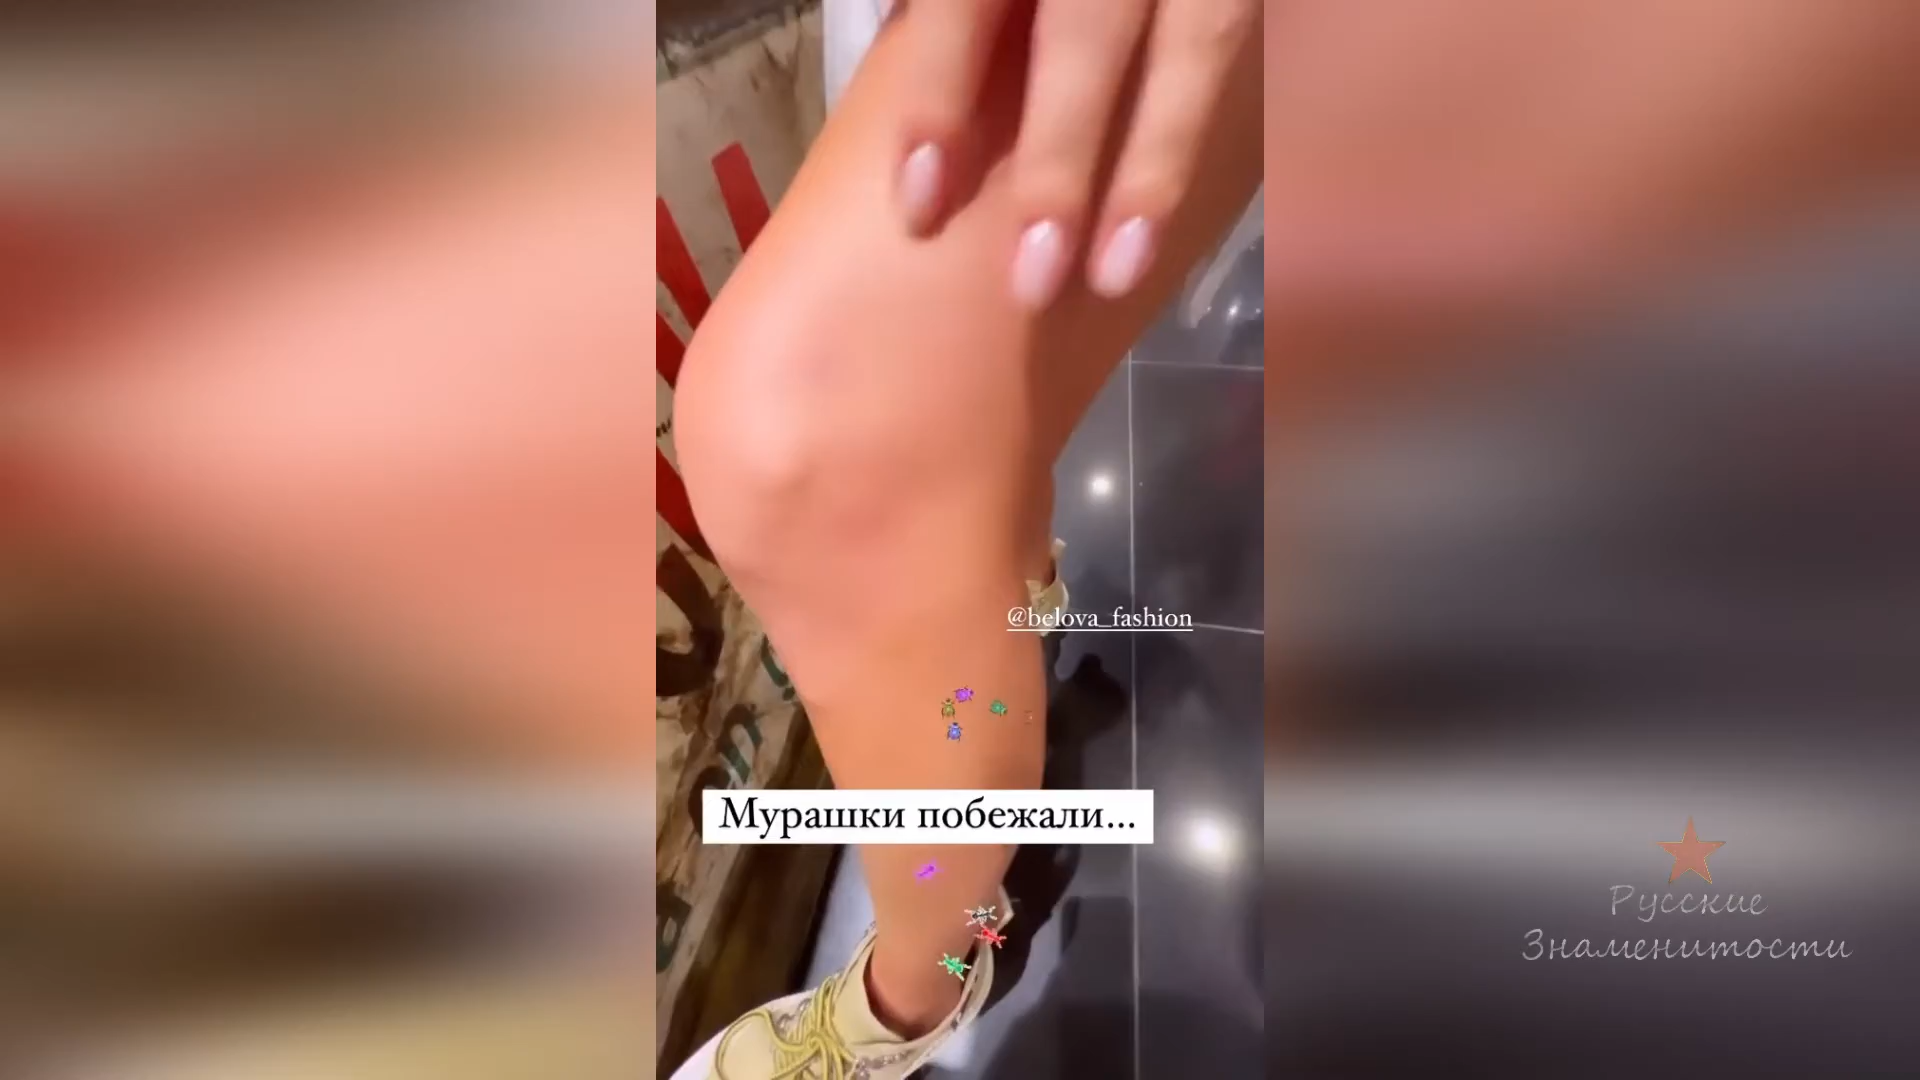 @belova_fashion
Мурашки побежали...
Русские
Знаменитости